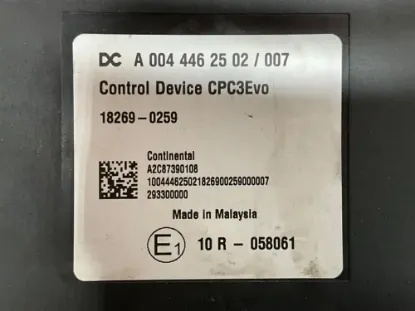 DC A 004 446 25 02 / 007
Control Device CPC3Evo
18269-0259
Continental
A2C87390108
10044462502182690025900007
293300000
Made in Malaysia
E1 10 R - 058061